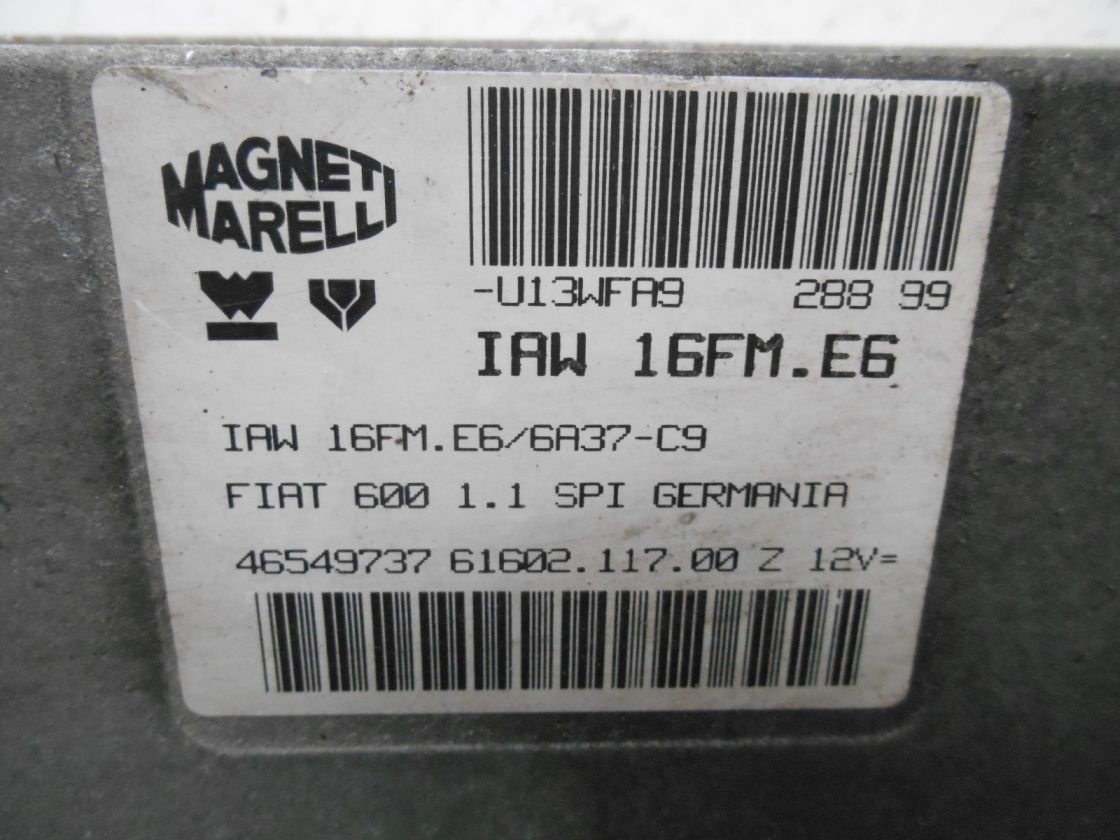 MAGNETI
MARELLI
-U13WFA9 288 99
IAW 16FM.E6
IAW 16FM.E6/6A37-C9
FIAT 600 1.1 SPI GERMANIA
46549737 61602.117.00 Z 12V=